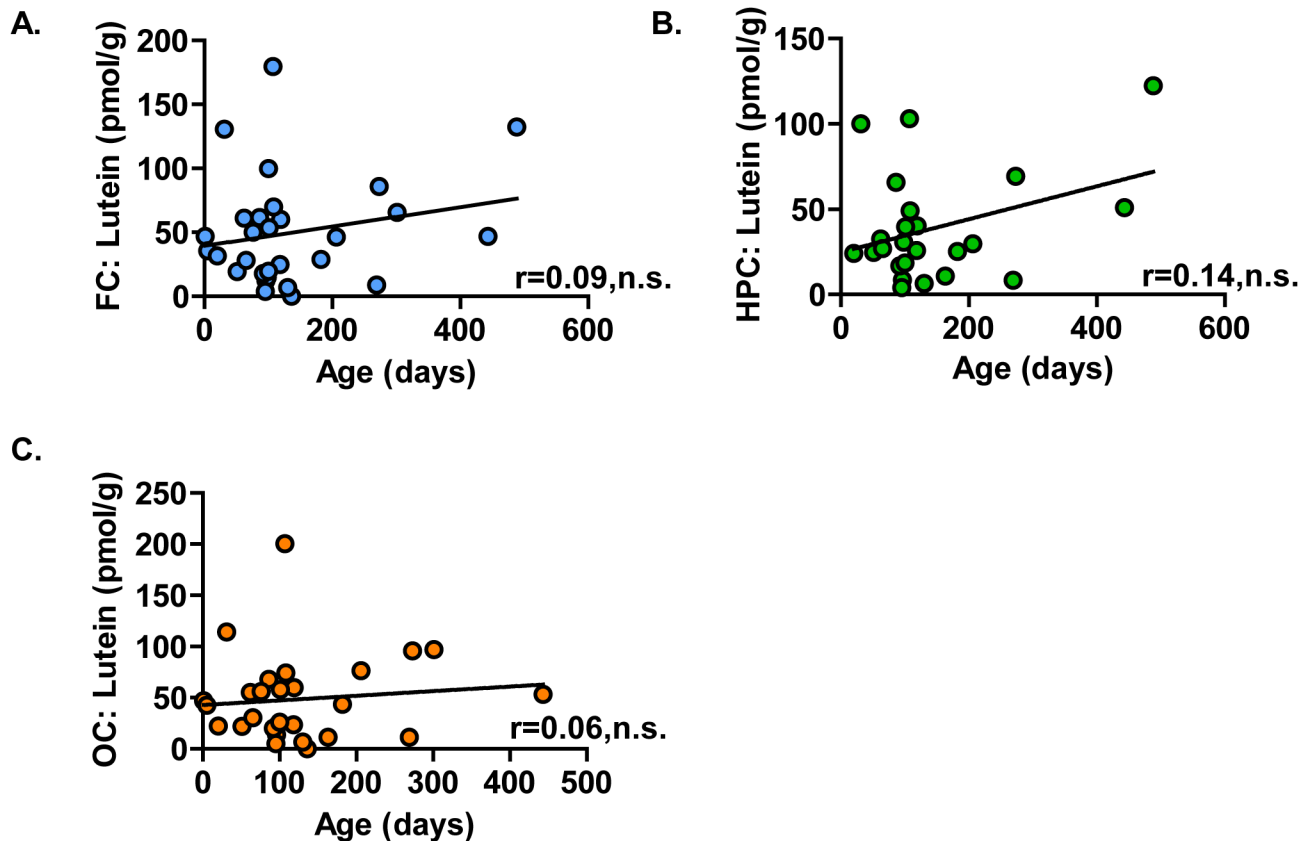 A.
FC: Lutein (pmol/g)
200
150
100
50
0
0 200 400 600
Age (days)
r=0.09,n.s.
B.
HPC: Lutein (pmol/g)
150
100
50
0
0 200 400 600
Age (days)
r=0.14,n.s.
C.
OC: Lutein (pmol/g)
250
200
150
100
50
0
0 100 200 300 400 500
Age (days)
r=0.06,n.s.